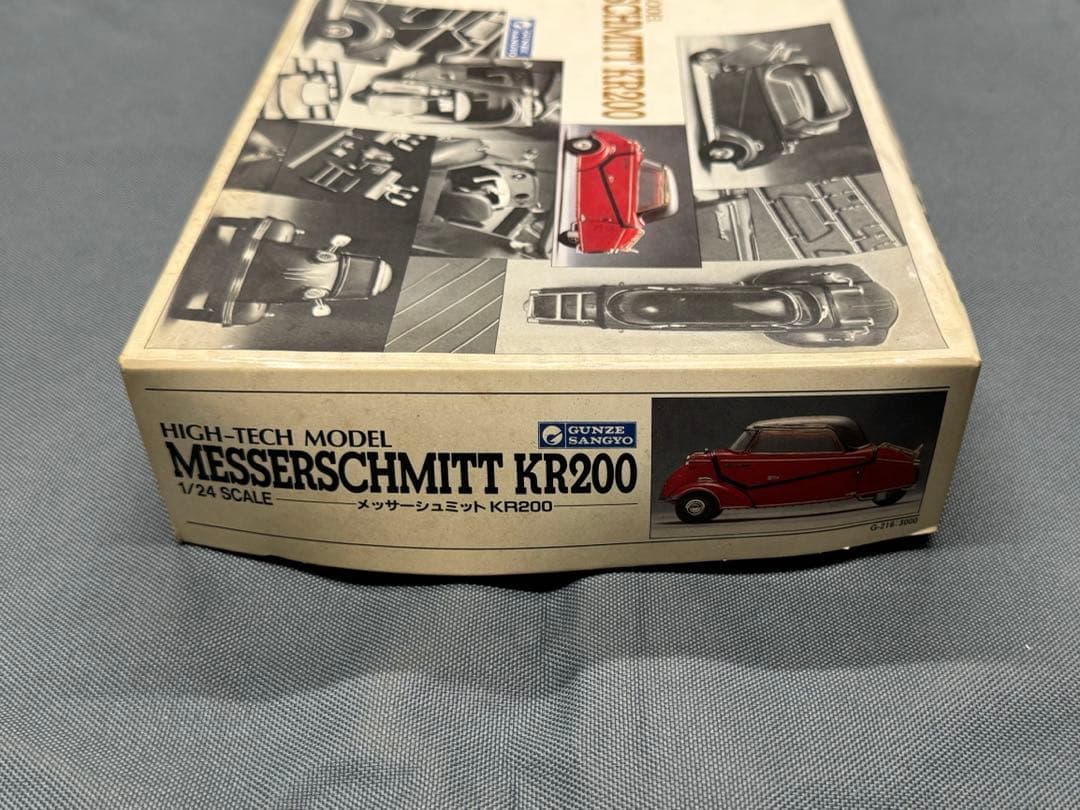 GUNZE
SANGYO
MODEL
SCHMITT KR200
HIGH-TECH MODEL
GUNZE
SANGYO
MESSERSCHMITT KR200
1/24 SCALE
メッサーシュミット KR200
G-218:3000